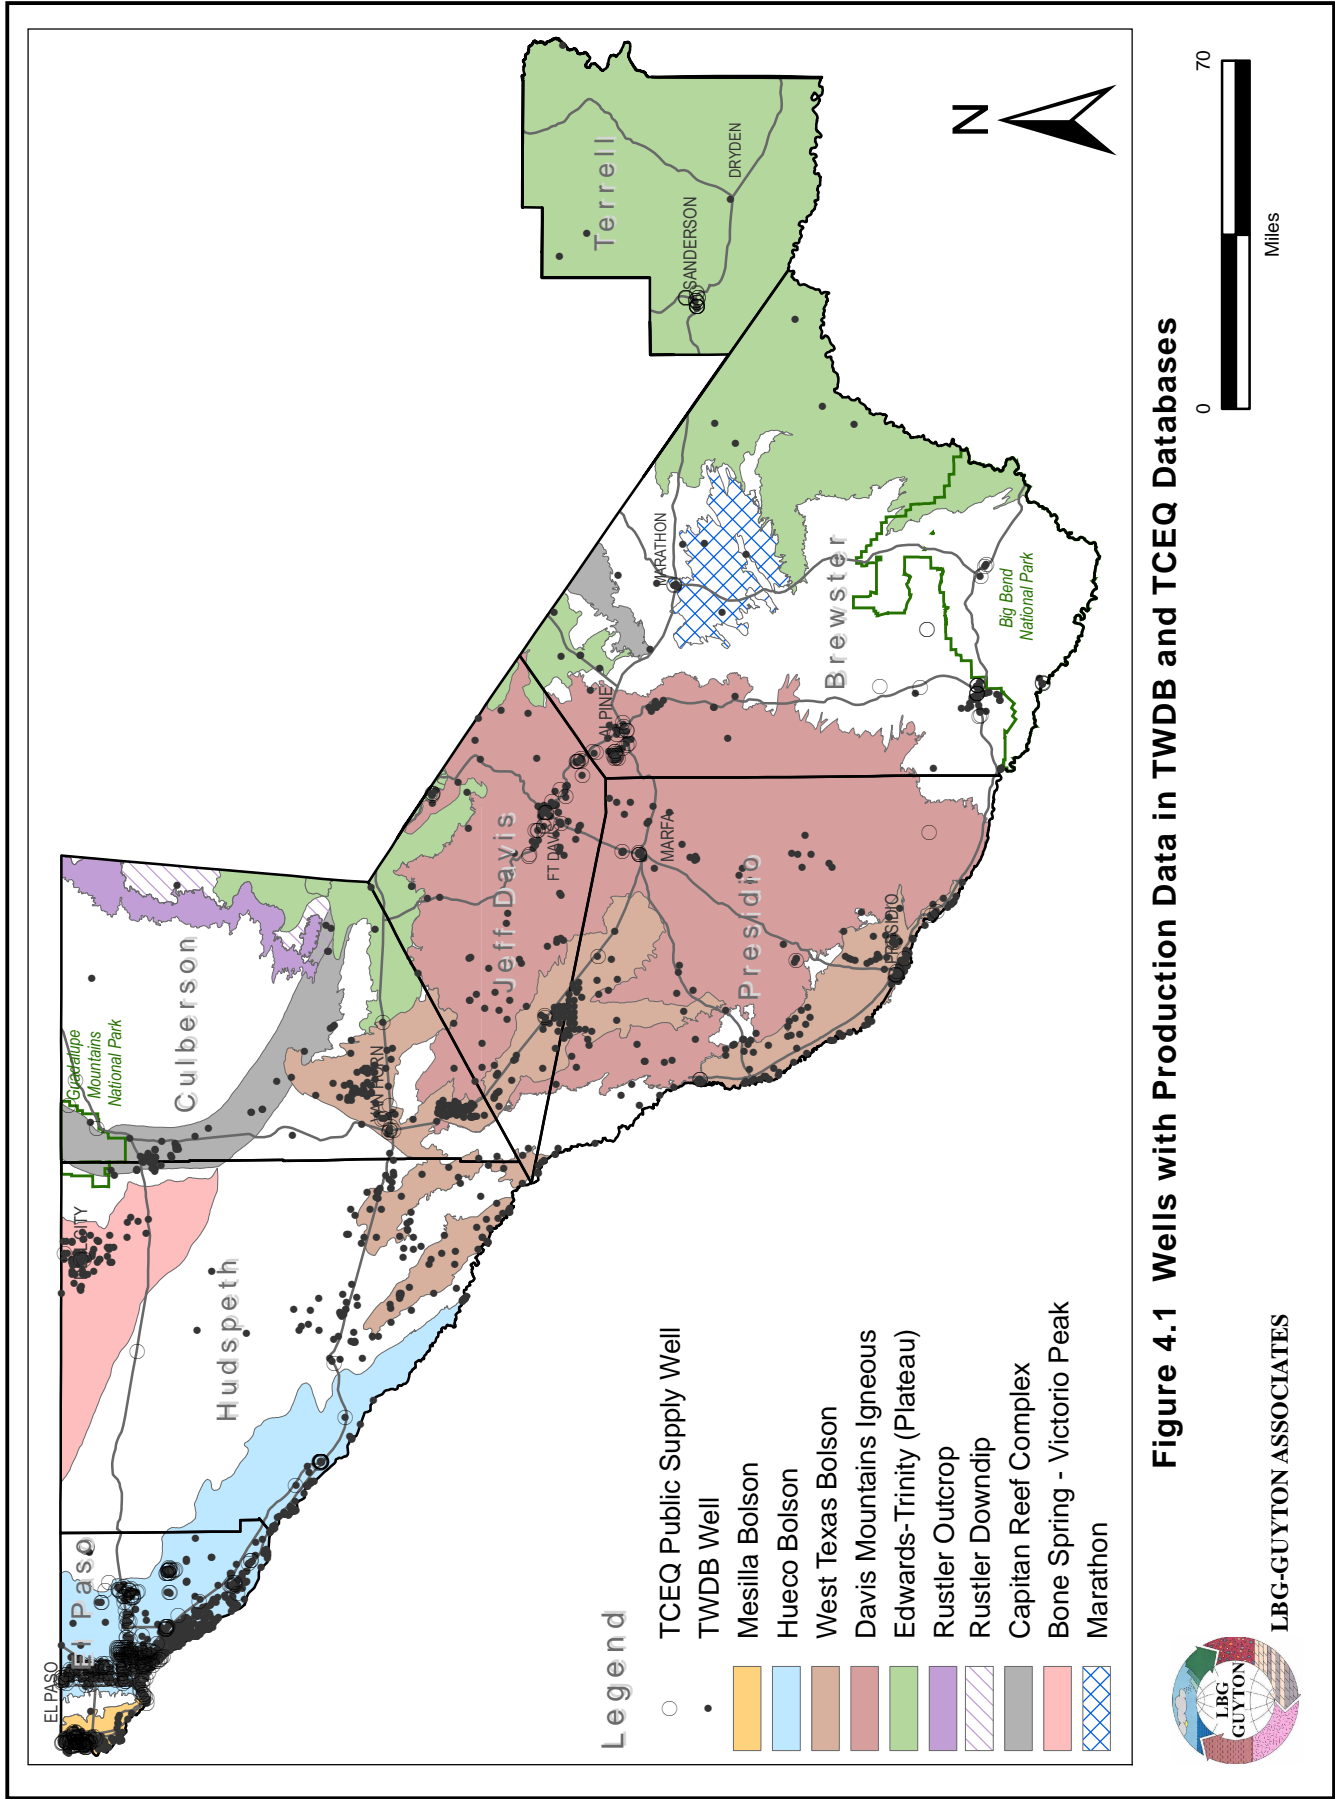 EL PASO
El Paso
Hudspeth
Culberson
Guadalupe
Mountains
National Park
VAN HORN
Jeff Davis
FT DAVIS
ALPINE
MARFA
Presidio
PRESIDIO
MARATHON
Brewster
Big Bend
National Park
Terrell
SANDERSON
DRYDEN
N
Legend
TCEQ Public Supply Well
TWDB Well
Mesilla Bolson
Hueco Bolson
West Texas Bolson
Davis Mountains Igneous
Edwards-Trinity (Plateau)
Rustler Outcrop
Rustler Downdip
Capitan Reef Complex
Bone Spring - Victorio Peak
Marathon
Figure 4.1 Wells with Production Data in TWDB and TCEQ Databases
0
70
Miles
LBG
GUYTON
LBG-GUYTON ASSOCIATES